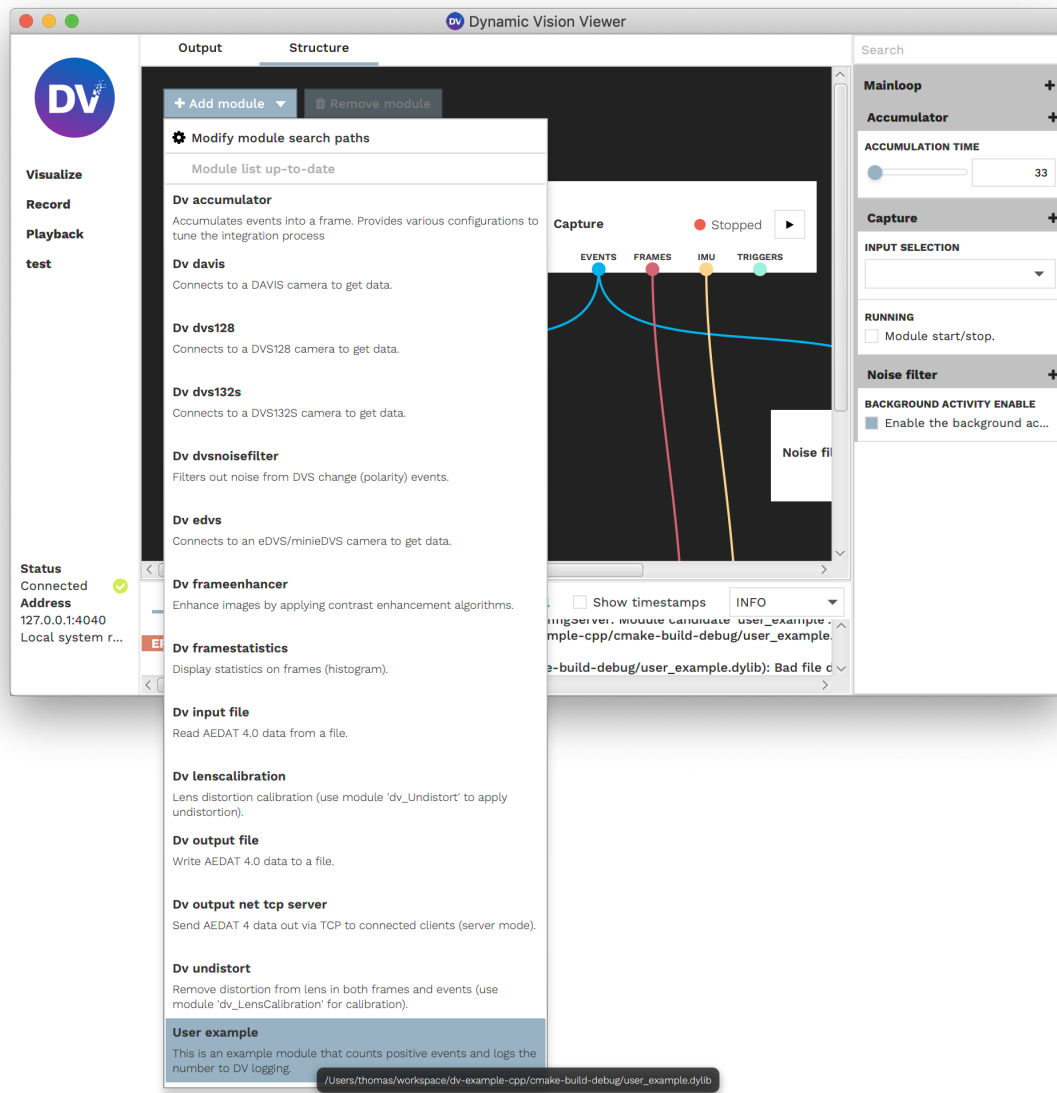 DV Dynamic Vision Viewer
DV
Visualize
Record
Playback
test
Status
Connected
Address
127.0.0.1:4040
Local system r...
Output
Structure
+ Add module
Remove module
Modify module search paths
Module list up-to-date
Dv accumulator
Accumulates events into a frame. Provides various configurations to
tune the integration process
Dv davis
Connects to a DAVIS camera to get data.
Dv dvs128
Connects to a DVS128 camera to get data.
Dv dvs132s
Connects to a DVS132S camera to get data.
Dv dvsnoisefilter
Filters out noise from DVS change (polarity) events.
Dv edvs
Connects to an eDVS/minieDVS camera to get data.
Dv frameenhancer
Enhance images by applying contrast enhancement algorithms.
Dv framestatistics
Display statistics on frames (histogram).
Dv input file
Read AEDAT 4.0 data from a file.
Dv lenscalibration
Lens distortion calibration (use module 'dv_Undistort' to apply
undistortion).
Dv output file
Write AEDAT 4.0 data to a file.
Dv output net tcp server
Send AEDAT 4 data out via TCP to connected clients (server mode).
Dv undistort
Remove distortion from lens in both frames and events (use
module 'dv_LensCalibration' for calibration).
User example
This is an example module that counts positive events and logs the
number to DV logging.
/Users/thomas/workspace/dv-example-cpp/cmake-build-debug/user_example.dylib
Capture
Stopped
EVENTS FRAMES IMU TRIGGERS
Noise fil
Show timestamps
INFO
Module candidate 'user_example'.
mple-cpp/cmake-build-debug/user_example.
e-build-debug/user_example.dylib): Bad file d
Search
Mainloop +
Accumulator +
ACCUMULATION TIME
33
Capture +
INPUT SELECTION
RUNNING
Module start/stop.
Noise filter +
BACKGROUND ACTIVITY ENABLE
Enable the background ac...